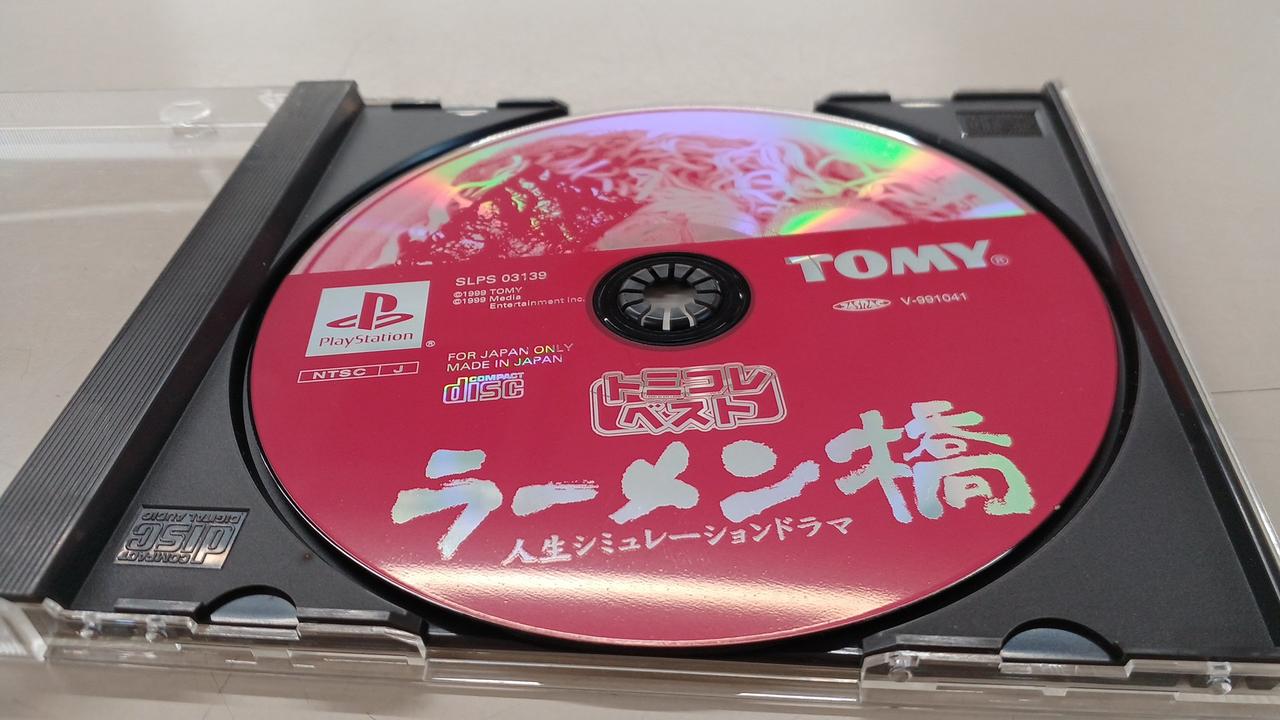 SLPS 03139
©1999 TOMY
©1999 Media
Entertainment Inc.
TOMY®
V-991041
PlayStation®
NTSC J
FOR JAPAN ONLY
MADE IN JAPAN
COMPACT
disc
トミコレ
ベスト
ラーメン橋
人生シミュレーションドラマ
COMPACT
disc
DIGITAL AUDIO